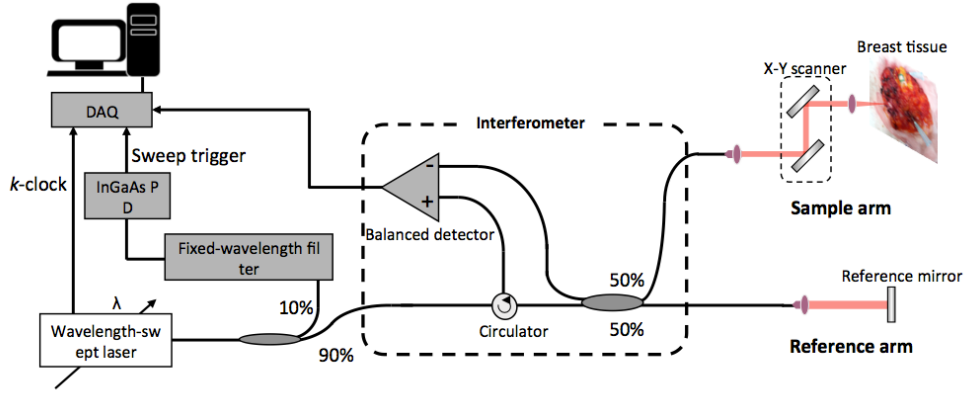 Breast tissue
X-Y scanner
DAQ
Interferometer
Sweep trigger
k-clock
InGaAs P
D
-
+
Sample arm
Balanced detector
Fixed-wavelength fil
ter
50%
Reference mirror
λ
10%
Circulator
50%
Wavelength-sw
ept laser
90%
Reference arm